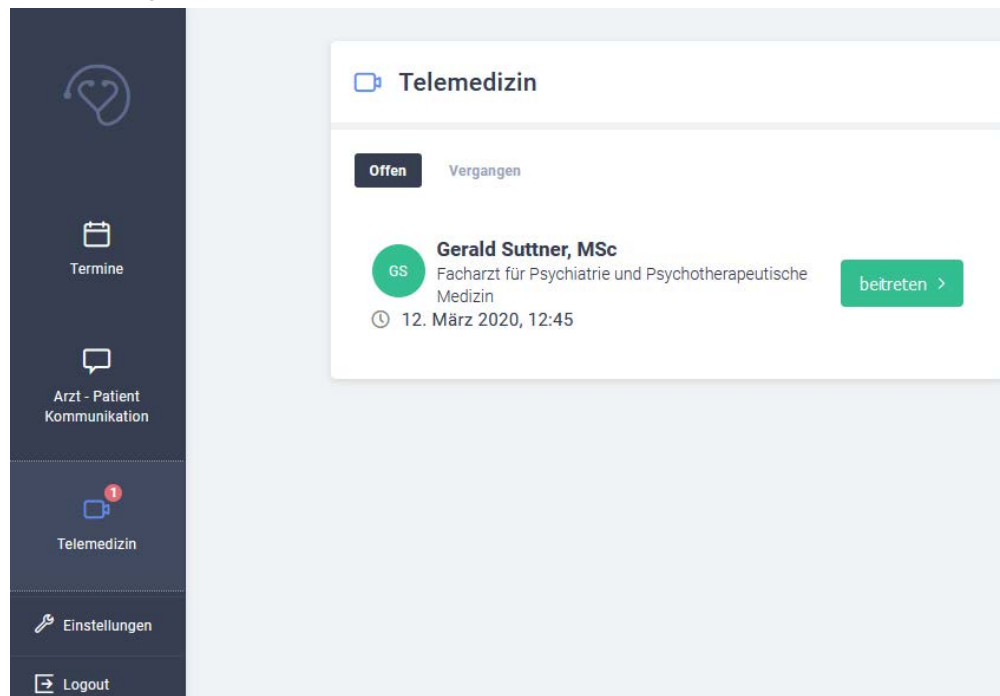 Telemedizin
Offen
Vergangen
Termine
GS
Gerald Suttner, MSc
Facharzt für Psychiatrie und Psychotherapeutische
Medizin
12. März 2020, 12:45
beitreten >
Arzt - Patient
Kommunikation
1
Telemedizin
Einstellungen
Logout